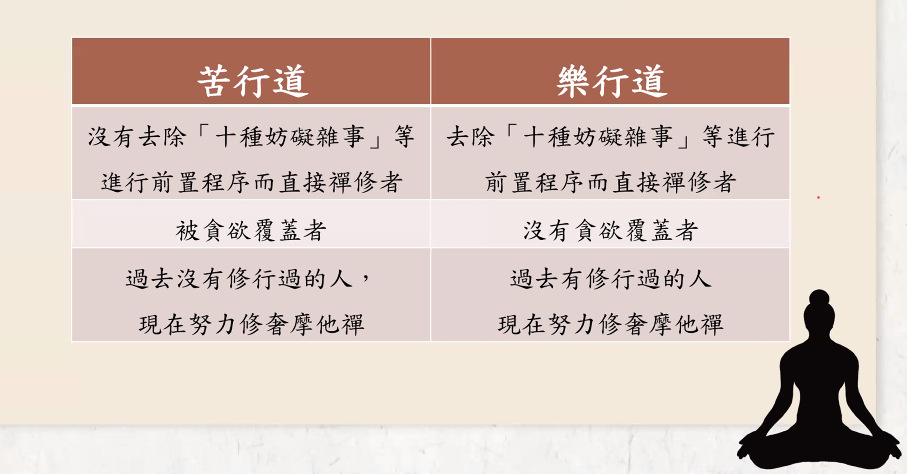 苦行道
樂行道
沒有去除「十種妨礙雜事」等
進行前置程序而直接禪修者
去除「十種妨礙雜事」等進行
前置程序而直接禪修者
被貪欲覆蓋者
沒有貪欲覆蓋者
過去沒有修行過的人，
現在努力修奢摩他禪
過去有修行過的人
現在努力修奢摩他禪